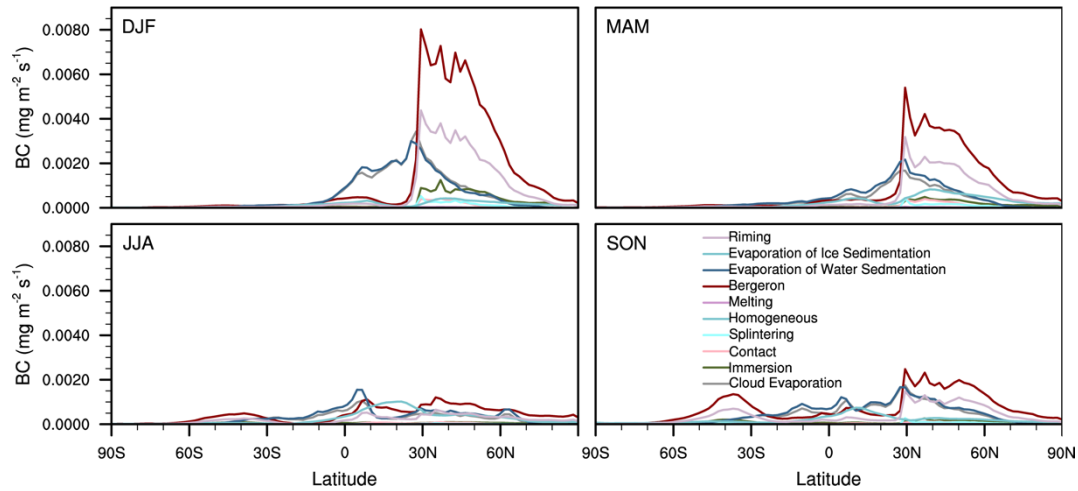 DJF
MAM
BC (mg m-2 s-1)
0.0080
0.0060
0.0040
0.0020
0.0000
JJA
SON
BC (mg m-2 s-1)
0.0080
0.0060
0.0040
0.0020
0.0000
Riming
Evaporation of Ice Sedimentation
Evaporation of Water Sedmentation
Bergeron
Melting
Homogeneous
Splintering
Contact
Immersion
Cloud Evaporation
90S 60S 30S 0 30N 60N 90S 60S 30S 0 30N 60N 90N
Latitude
Latitude